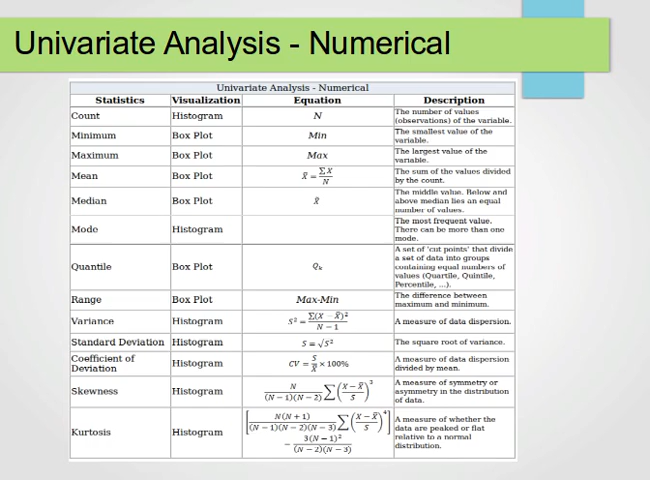 Univariate Analysis - Numerical
Univariate Analysis - Numerical
Statistics Visualization Equation Description
Count Histogram N The number of values
(observations) of the variable.
Minimum Box Plot Min The smallest value of the
variable.
Maximum Box Plot Max The largest value of the
variable.
Mean Box Plot X̄ = ΣX / N The sum of the values divided
by the count.
Median Box Plot X̃ The middle value. Below and
above median lies an equal
number of values.
Mode Histogram The most frequent value.
There can be more than one
mode.
Quantile Box Plot Qₖ A set of 'cut points' that divide
a set of data into groups
containing equal numbers of
values (Quartile, Quintile,
Percentile, ...).
Range Box Plot Max-Min The difference between
maximum and minimum.
Variance Histogram S² = Σ(X − X̄)² / N − 1 A measure of data dispersion.
Standard Deviation Histogram S = √S² The square root of variance.
Coefficient of
Deviation Histogram CV = S / X̄ × 100% A measure of data dispersion
divided by mean.
Skewness Histogram N / (N − 1)(N − 2) Σ (X − X̄ / S)³ A measure of symmetry or
asymmetry in the distribution
of data.
Kurtosis Histogram [ N(N + 1) / (N − 1)(N − 2)(N − 3) Σ (X − X̄ / S)⁴ ]
− 3(N − 1)² / (N − 2)(N − 3)
A measure of whether the
data are peaked or flat
relative to a normal
distribution.